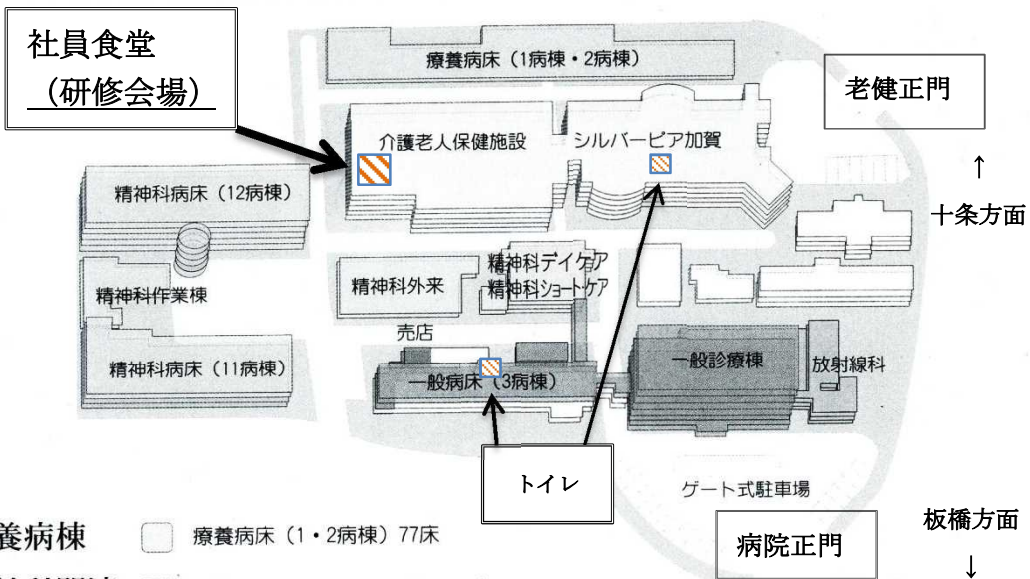 社員食堂
(研修会場)
療養病床(1病棟・2病棟)
老健正門
介護老人保健施設
シルバーピア加賀
↑
十条方面
精神科病床(12病棟)
精神科デイケア
精神科ショートケア
精神科外来
精神科作業棟
売店
精神科病床(11病棟)
一般病床(3病棟)
一般診療棟
放射線科
トイレ
ゲート式駐車場
病院正門
板橋方面
↓
養病棟
療養病床(1・2病棟)77床